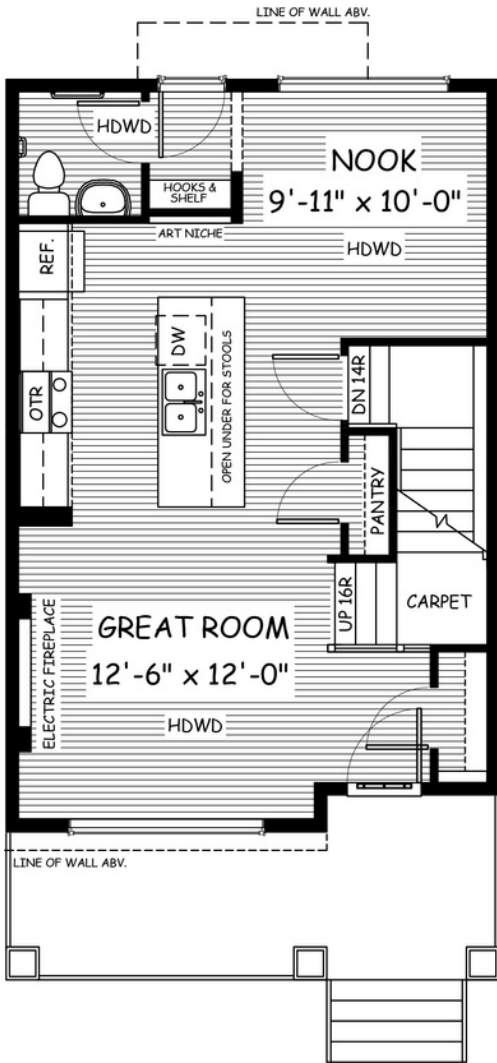 LINE OF WALL ABV.
HDWD
NOOK
9'-11" x 10'-0"
HDWD
HOOKS &
SHELF
ART NICHE
REF.
DW
OPEN UNDER FOR STOOLS
OTR
DN 14R
PANTRY
UP 16R
CARPET
GREAT ROOM
12'-6" x 12'-0"
HDWD
ELECTRIC FIREPLACE
LINE OF WALL ABV.